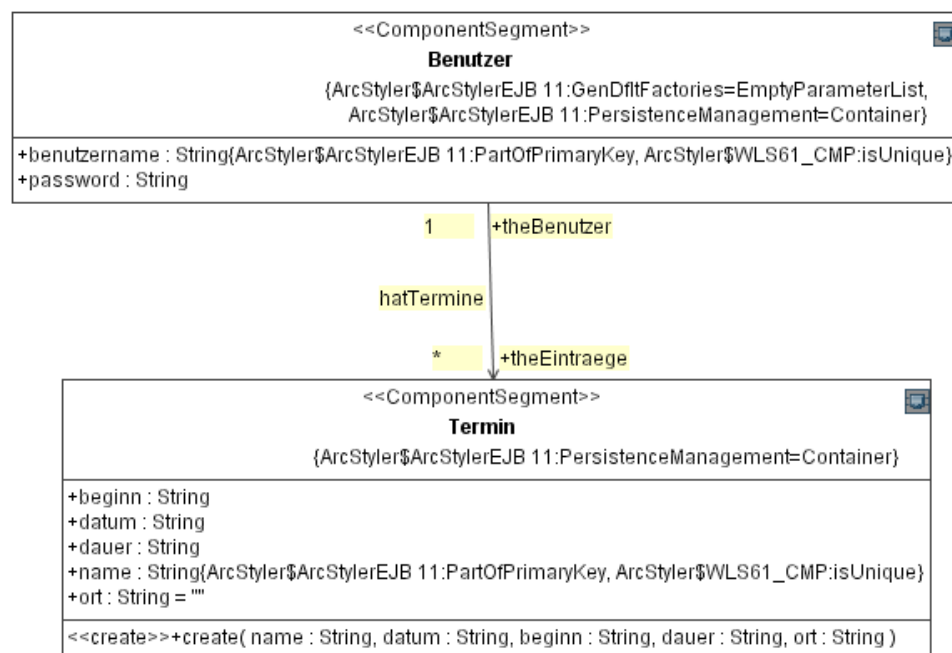 <<ComponentSegment>>
Benutzer
{ArcStyler$ArcStylerEJB 11:GenDfltFactories=EmptyParameterList,
ArcStyler$ArcStylerEJB 11:PersistenceManagement=Container}
+benutzername : String{ArcStyler$ArcStylerEJB 11:PartOfPrimaryKey, ArcStyler$WLS61_CMP:isUnique}
+password : String
1 +theBenutzer
hatTermine
* +theEintraege
<<ComponentSegment>>
Termin
{ArcStyler$ArcStylerEJB 11:PersistenceManagement=Container}
+beginn : String
+datum : String
+dauer : String
+name : String{ArcStyler$ArcStylerEJB 11:PartOfPrimaryKey, ArcStyler$WLS61_CMP:isUnique}
+ort : String = ""
<<create>>+create( name : String, datum : String, beginn : String, dauer : String, ort : String )